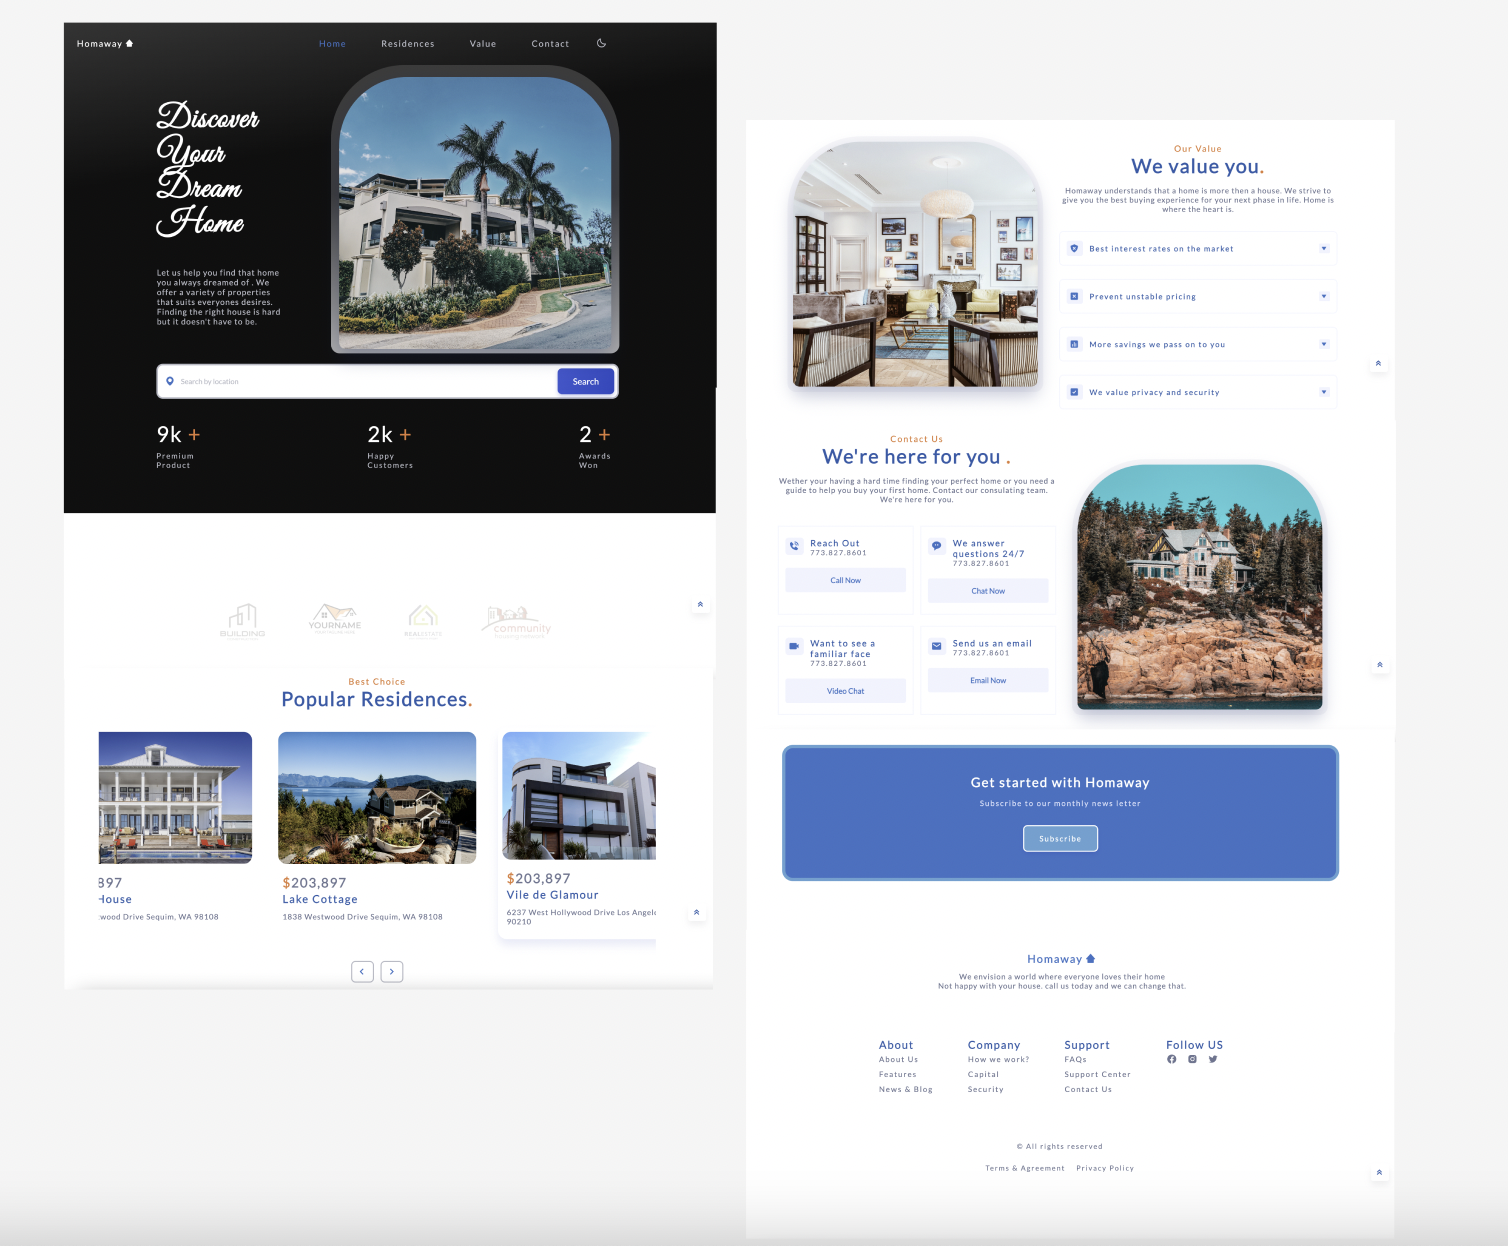 Homaway
Home Residences Value Contact
Discover
Your
Dream
Home
Let us help you find that home
you always dreamed of . We
offer a variety of properties
that suits everyones desires.
Finding the right house is hard
but it doesn't have to be.
Search by location
Search
9k +
Premium
Product
2k +
Happy
Customers
2 +
Awards
Won
BUILDING
YOURNAME
REALESTATE
community
Best Choice
Popular Residences.
897
House
wood Drive Sequim, WA 98108
$203,897
Lake Cottage
1838 Westwood Drive Sequim, WA 98108
$203,897
Vile de Glamour
6237 West Hollywood Drive Los Angele
90210
Our Value
We value you.
Homaway understands that a home is more then a house. We strive to
give you the best buying experience for your next phase in life. Home is
where the heart is.
Best interest rates on the market
Prevent unstable pricing
More savings we pass on to you
We value privacy and security
Contact Us
We're here for you .
Wether your having a hard time finding your perfect home or you need a
guide to help you buy your first home. Contact our consulating team.
We're here for you.
Reach Out
773.827.8601
Call Now
We answer
questions 24/7
773.827.8601
Chat Now
Want to see a
familiar face
773.827.8601
Video Chat
Send us an email
773.827.8601
Email Now
Get started with Homaway
Subscribe to our monthly news letter
Subscribe
Homaway
We envision a world where everyone loves their home
Not happy with your house. call us today and we can change that.
About
About Us
Features
News & Blog
Company
How we work?
Capital
Security
Support
FAQs
Support Center
Contact Us
Follow US
© All rights reserved
Terms & Agreement Privacy Policy